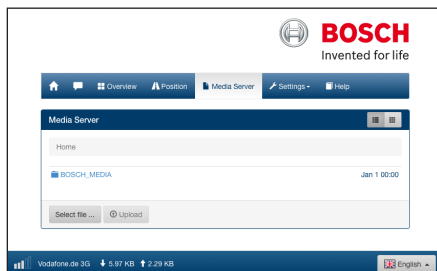 BOSCH
Invented for life
Overview Position Media Server Settings Help
Media Server
Home
BOSCH_MEDIA Jan 1 00:00
Select file ... Upload
Vodafone.de 3G 5.97 KB 2.29 KB English